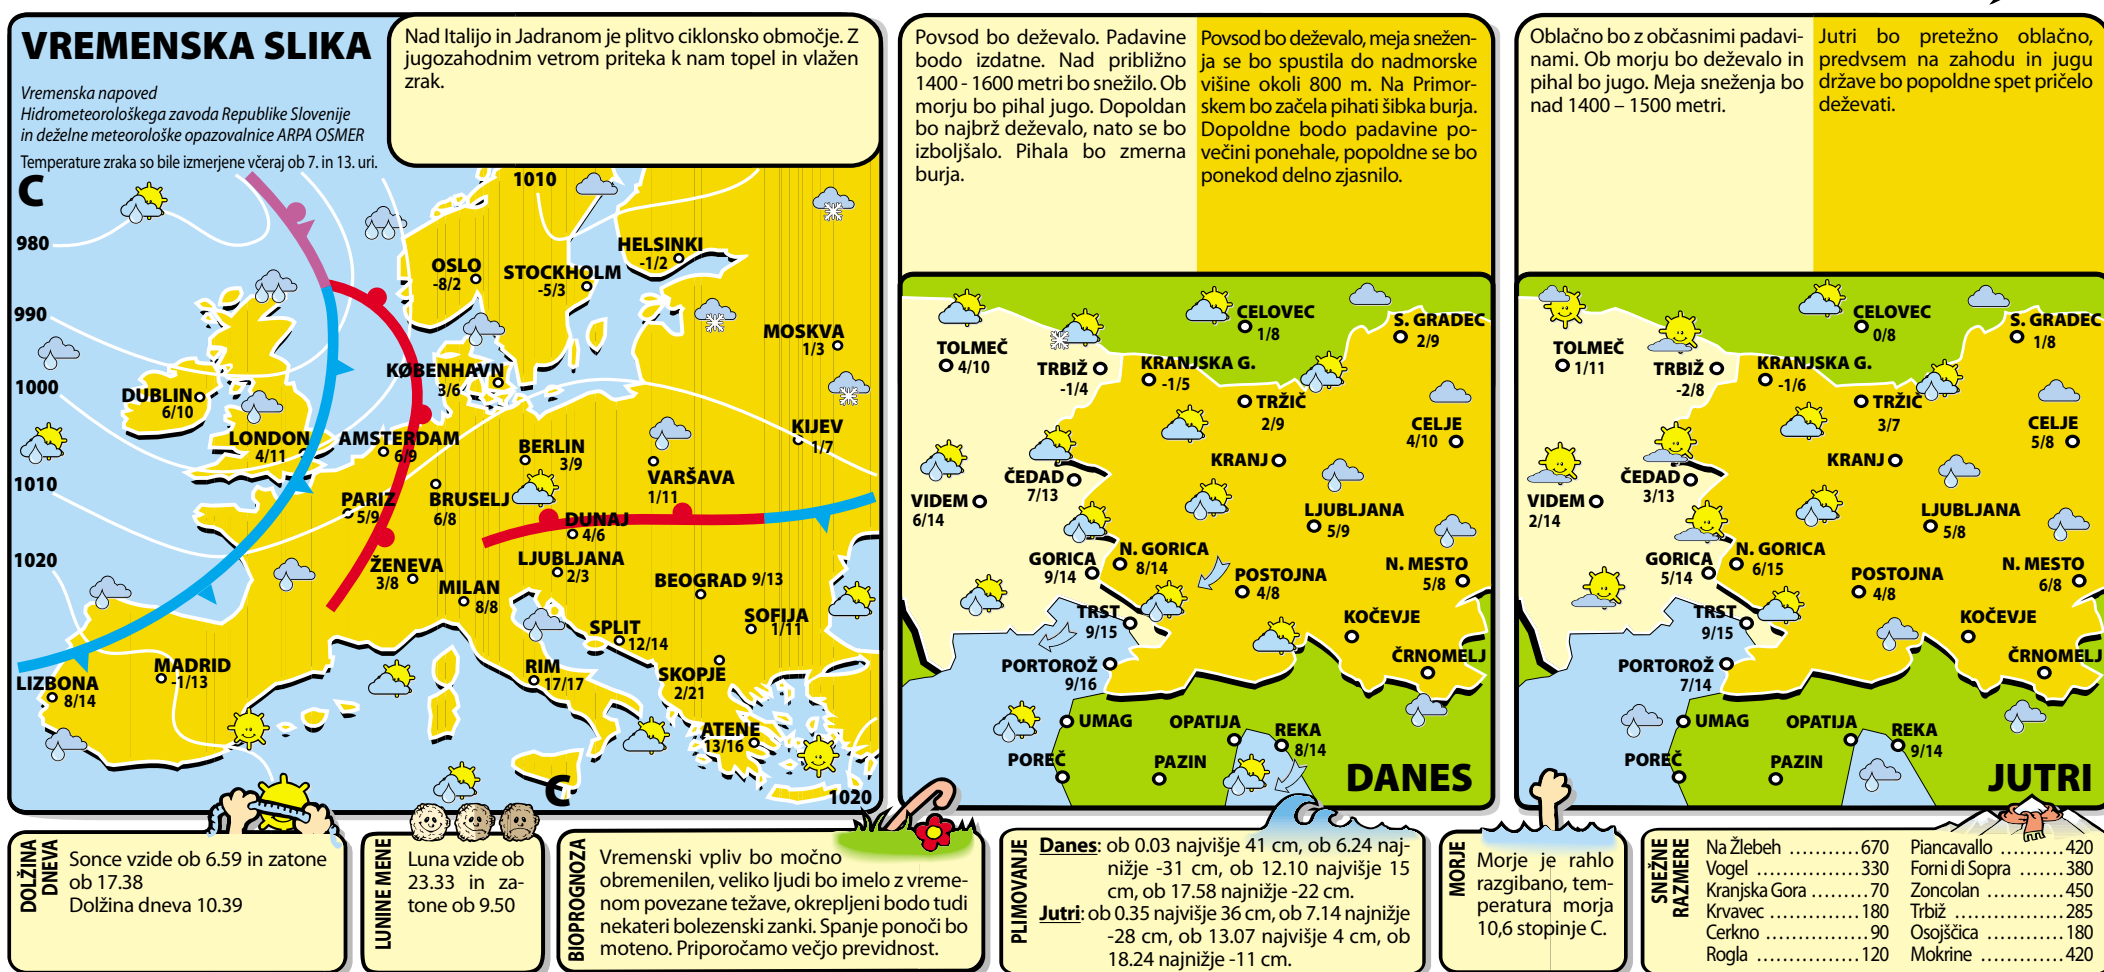 VREMENSKA SLIKA
Vremenska napoved
Hidrometeorološkega zavoda Republike Slovenije
in deželne meteorološke opazovalnice ARPA OSMER
Temperature zraka so bile izmerjene včeraj ob 7. in 13. uri.
Nad Italijo in Jadranom je plitvo ciklonsko območje. Z
jugozahodnim vetrom priteka k nam topel in vlažen
zrak.
C
1010
980
HELSINKI
-1/2
OSLO
-8/2
STOCKHOLM
-5/3
990
MOSKVA
1/3
KØBENHAVN
3/6
1000
DUBLIN
6/10
KIJEV
1/7
LONDON
4/11
AMSTERDAM
6/9
BERLIN
3/9
VARŠAVA
1/11
1010
PARIZ
5/9
BRUSELJ
6/8
DUNAJ
4/6
1020
ŽENEVA
3/8
LJUBLJANA
2/3
MILAN
8/8
BEOGRAD 9/13
SOFIJA
1/11
SPLIT
12/14
MADRID
-1/13
RIM
17/17
SKOPJE
2/21
LIZBONA
8/14
ATENE
13/16
C
1020
Povsod bo deževalo. Padavine
bodo izdatne. Nad približno
1400 - 1600 metri bo snežilo. Ob
morju bo pihal jugo. Dopoldan
bo najbrž deževalo, nato se bo
izboljšalo. Pihala bo zmerna
burja.
Povsod bo deževalo, meja snežen-
ja se bo spustila do nadmorske
višine okoli 800 m. Na Primor-
skem bo začela pihati šibka burja.
Dopoldne bodo padavine po-
večini ponehale, popoldne se bo
ponekod delno zjasnilo.
CELOVEC
1/8
S. GRADEC
2/9
TOLMEČ
4/10
TRBIŽ
-1/4
KRANJSKA G.
-1/5
TRŽIČ
2/9
CELJE
4/10
KRANJ
ČEDAD
7/13
VIDEM
6/14
LJUBLJANA
5/9
GORICA
9/14
N. GORICA
8/14
POSTOJNA
4/8
N. MESTO
5/8
TRST
9/15
KOČEVJE
PORTOROŽ
9/16
ČRNOMELJ
UMAG
OPATIJA
REKA
8/14
POREČ
PAZIN
DANES
Oblačno bo z občasnimi padavi-
nami. Ob morju bo deževalo in
pihal bo jugo. Meja sneženja bo
nad 1400 – 1500 metri.
Jutri bo pretežno oblačno,
predvsem na zahodu in jugu
države bo popoldne spet pričelo
deževati.
CELOVEC
0/8
S. GRADEC
1/8
TOLMEČ
1/11
TRBIŽ
-2/8
KRANJSKA G.
-1/6
TRŽIČ
3/7
CELJE
5/8
KRANJ
ČEDAD
3/13
VIDEM
2/14
LJUBLJANA
5/8
GORICA
5/14
N. GORICA
6/15
POSTOJNA
4/8
N. MESTO
6/8
TRST
9/15
KOČEVJE
PORTOROŽ
7/14
ČRNOMELJ
UMAG
OPATIJA
REKA
9/14
POREČ
PAZIN
JUTRI
DOLŽINA
DNEVA
Sonce vzide ob 6.59 in zatone
ob 17.38
Dolžina dneva 10.39
LUNINE MENE
Luna vzide ob
23.33 in za-
tone ob 9.50
BIOPROGNOZA
Vremenski vpliv bo močno
obremenilen, veliko ljudi bo imelo z vreme-
nom povezane težave, okrepljeni bodo tudi
nekateri bolezenski zanki. Spanje ponoči bo
moteno. Priporočamo večjo previdnost.
PLIMOVANJE
Danes: ob 0.03 najvišje 41 cm, ob 6.24 naj-
nižje -31 cm, ob 12.10 najvišje 15
cm, ob 17.58 najnižje -22 cm.
Jutri: ob 0.35 najvišje 36 cm, ob 7.14 najnižje
-28 cm, ob 13.07 najvišje 4 cm, ob
18.24 najnižje -11 cm.
MORJE
Morje je rahlo
razgibano, tem-
peratura morja
10,6 stopinje C.
SNEŽNE
RAZMERE
Na Žlebeh ...........670
Vogel .................330
Kranjska Gora .......70
Krvavec ..............180
Cerkno ................90
Rogla .................120
Piancavallo ..........420
Forni di Sopra .......380
Zoncolan .............450
Trbiž ..................285
Osojščica .............180
Mokrine ..............420